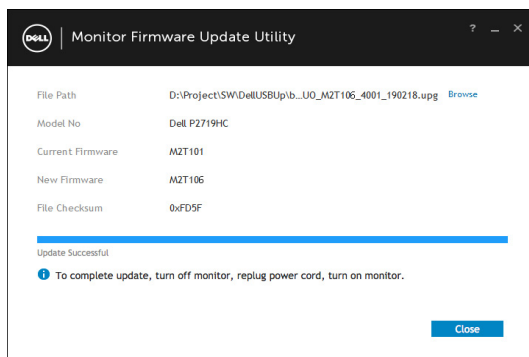 DELL Monitor Firmware Update Utility ? _ X
File Path D:\Project\SW\DellUSBUp\b...UO_M2T106_4001_190218.upg Browse
Model No Dell P2719HC
Current Firmware M2T101
New Firmware M2T106
File Checksum 0xFD5F
Update Successful
i To complete update, turn off monitor, replug power cord, turn on monitor.
Close